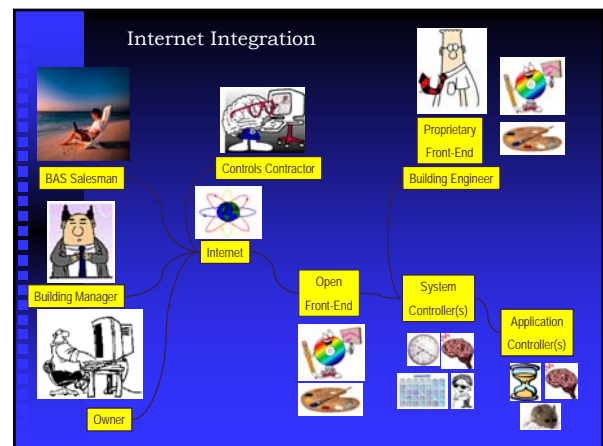 Internet Integration
Proprietary
Front-End
BAS Salesman
Controls Contractor
Building Engineer
Internet
Building Manager
Open
Front-End
System
Controller(s)
Application
Controller(s)
Owner